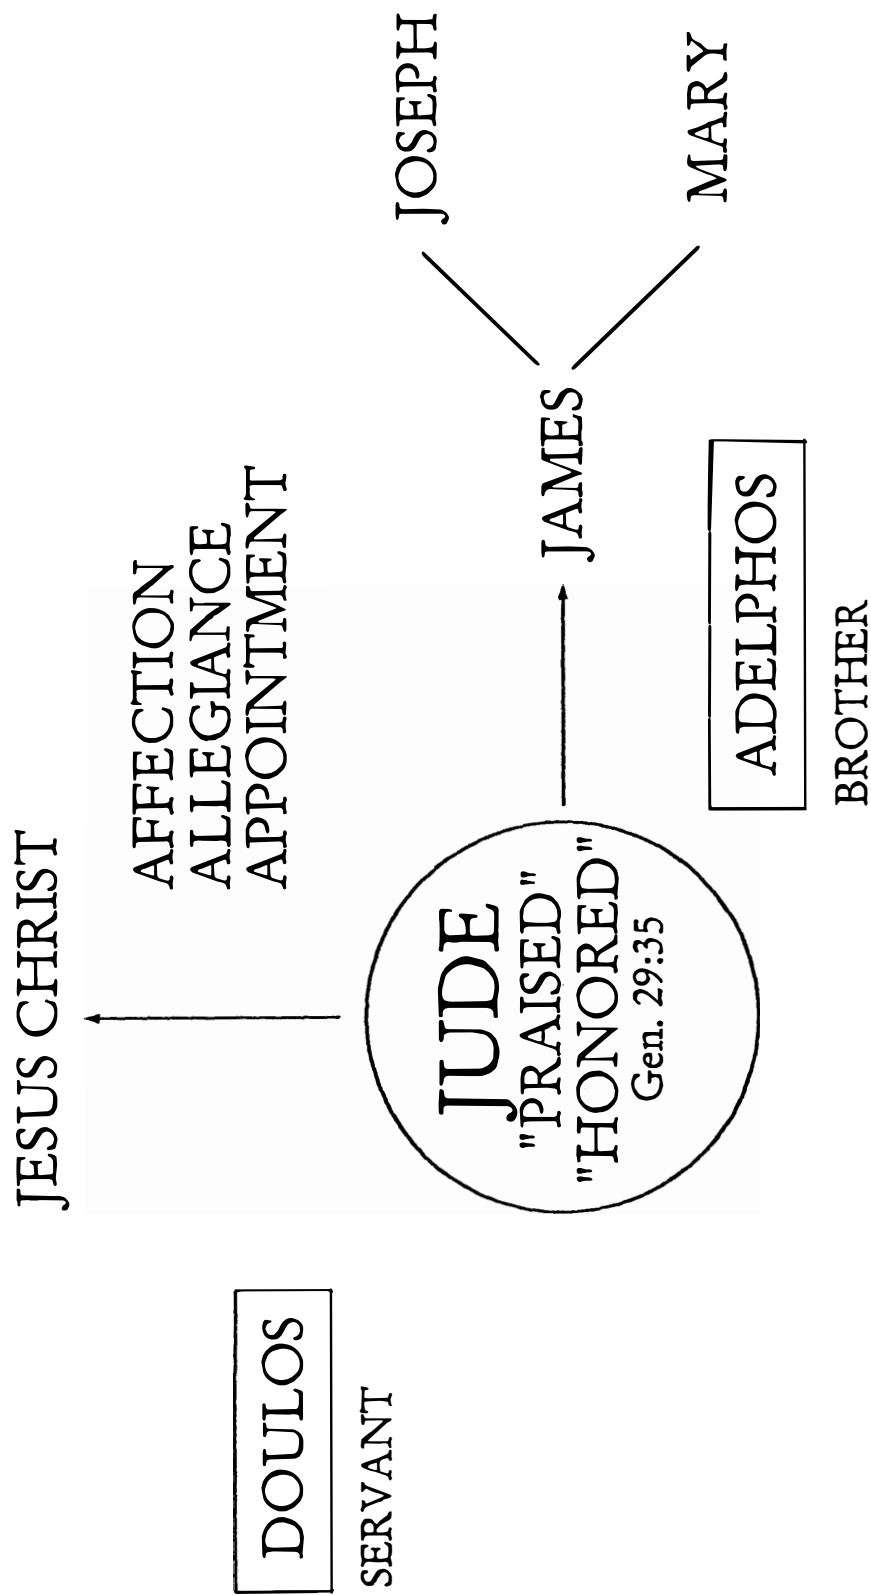 JESUS CHRIST
AFFECTION
ALLEGIANCE
APPOINTMENT
DOULOS
SERVANT
JUDE
"PRAISED"
"HONORED"
Gen. 29:35
JAMES
JOSEPH
MARY
ADELPHOS
BROTHER